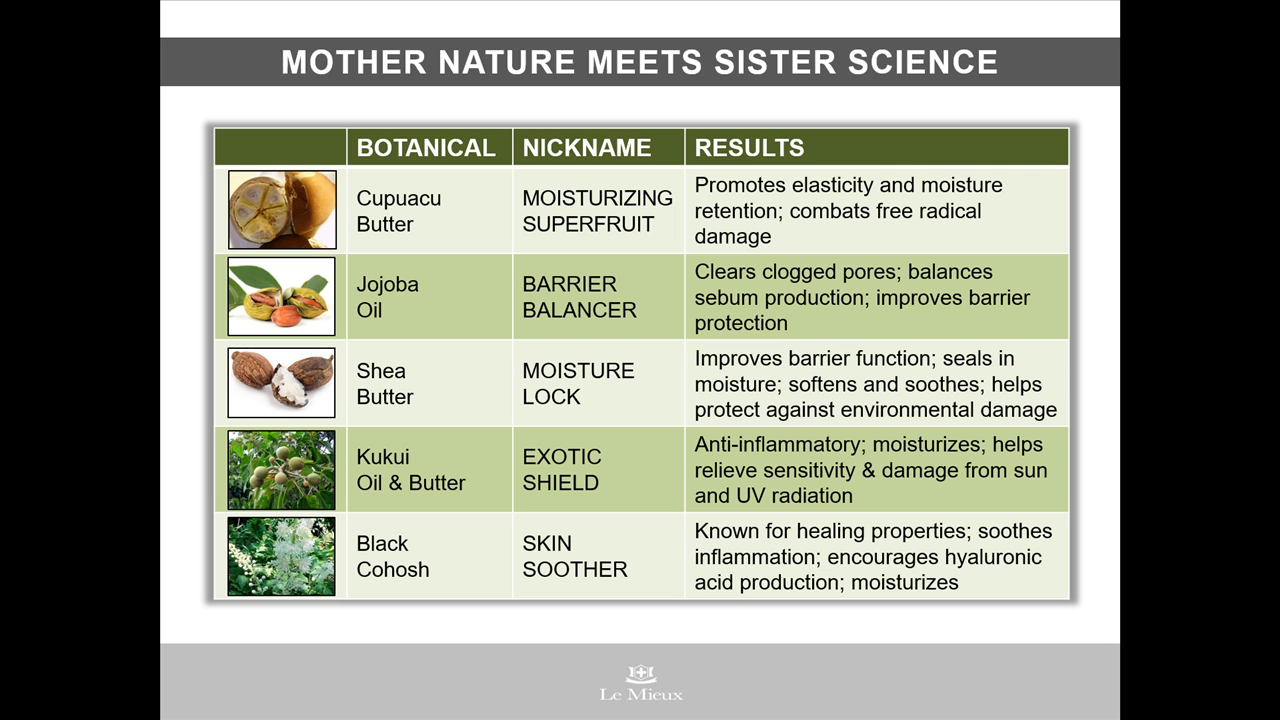 MOTHER NATURE MEETS SISTER SCIENCE
BOTANICAL NICKNAME RESULTS
Cupuacu
Butter
MOISTURIZING
SUPERFRUIT
Promotes elasticity and moisture
retention; combats free radical
damage
Jojoba
Oil
BARRIER
BALANCER
Clears clogged pores; balances
sebum production; improves barrier
protection
Shea
Butter
MOISTURE
LOCK
Improves barrier function; seals in
moisture; softens and soothes; helps
protect against environmental damage
Kukui
Oil & Butter
EXOTIC
SHIELD
Anti-inflammatory; moisturizes; helps
relieve sensitivity & damage from sun
and UV radiation
Black
Cohosh
SKIN
SOOTHER
Known for healing properties; soothes
inflammation; encourages hyaluronic
acid production; moisturizes
Le Mieux